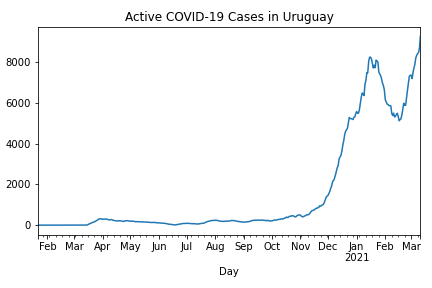 Active COVID-19 Cases in Uruguay
8000
6000
4000
2000
0
Feb Mar Apr May Jun Jul Aug Sep Oct Nov Dec Jan Feb Mar
2021
Day